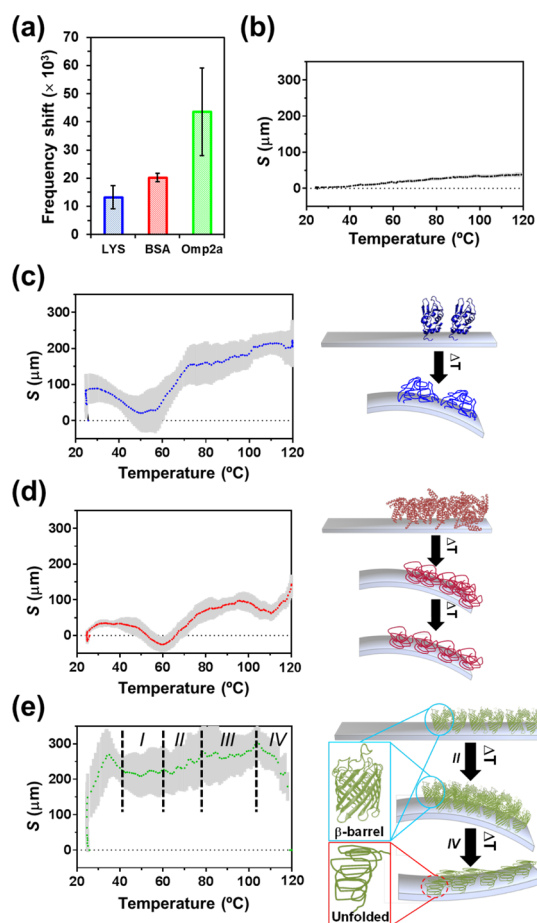 (a)
Frequency shift (× 10³)
70
60
50
40
30
20
10
0
LYS BSA Omp2a
(b)
S (μm)
300
200
100
0
20 40 60 80 100 120
Temperature (ºC)
(c)
S (μm)
300
200
100
0
20 40 60 80 100 120
Temperature (ºC)
ΔT
(d)
S (μm)
300
200
100
0
20 40 60 80 100 120
Temperature (ºC)
ΔT
ΔT
(e)
S (μm)
300
200
100
0
I II III IV
20 40 60 80 100 120
Temperature (ºC)
II ΔT
β-barrel
IV ΔT
Unfolded